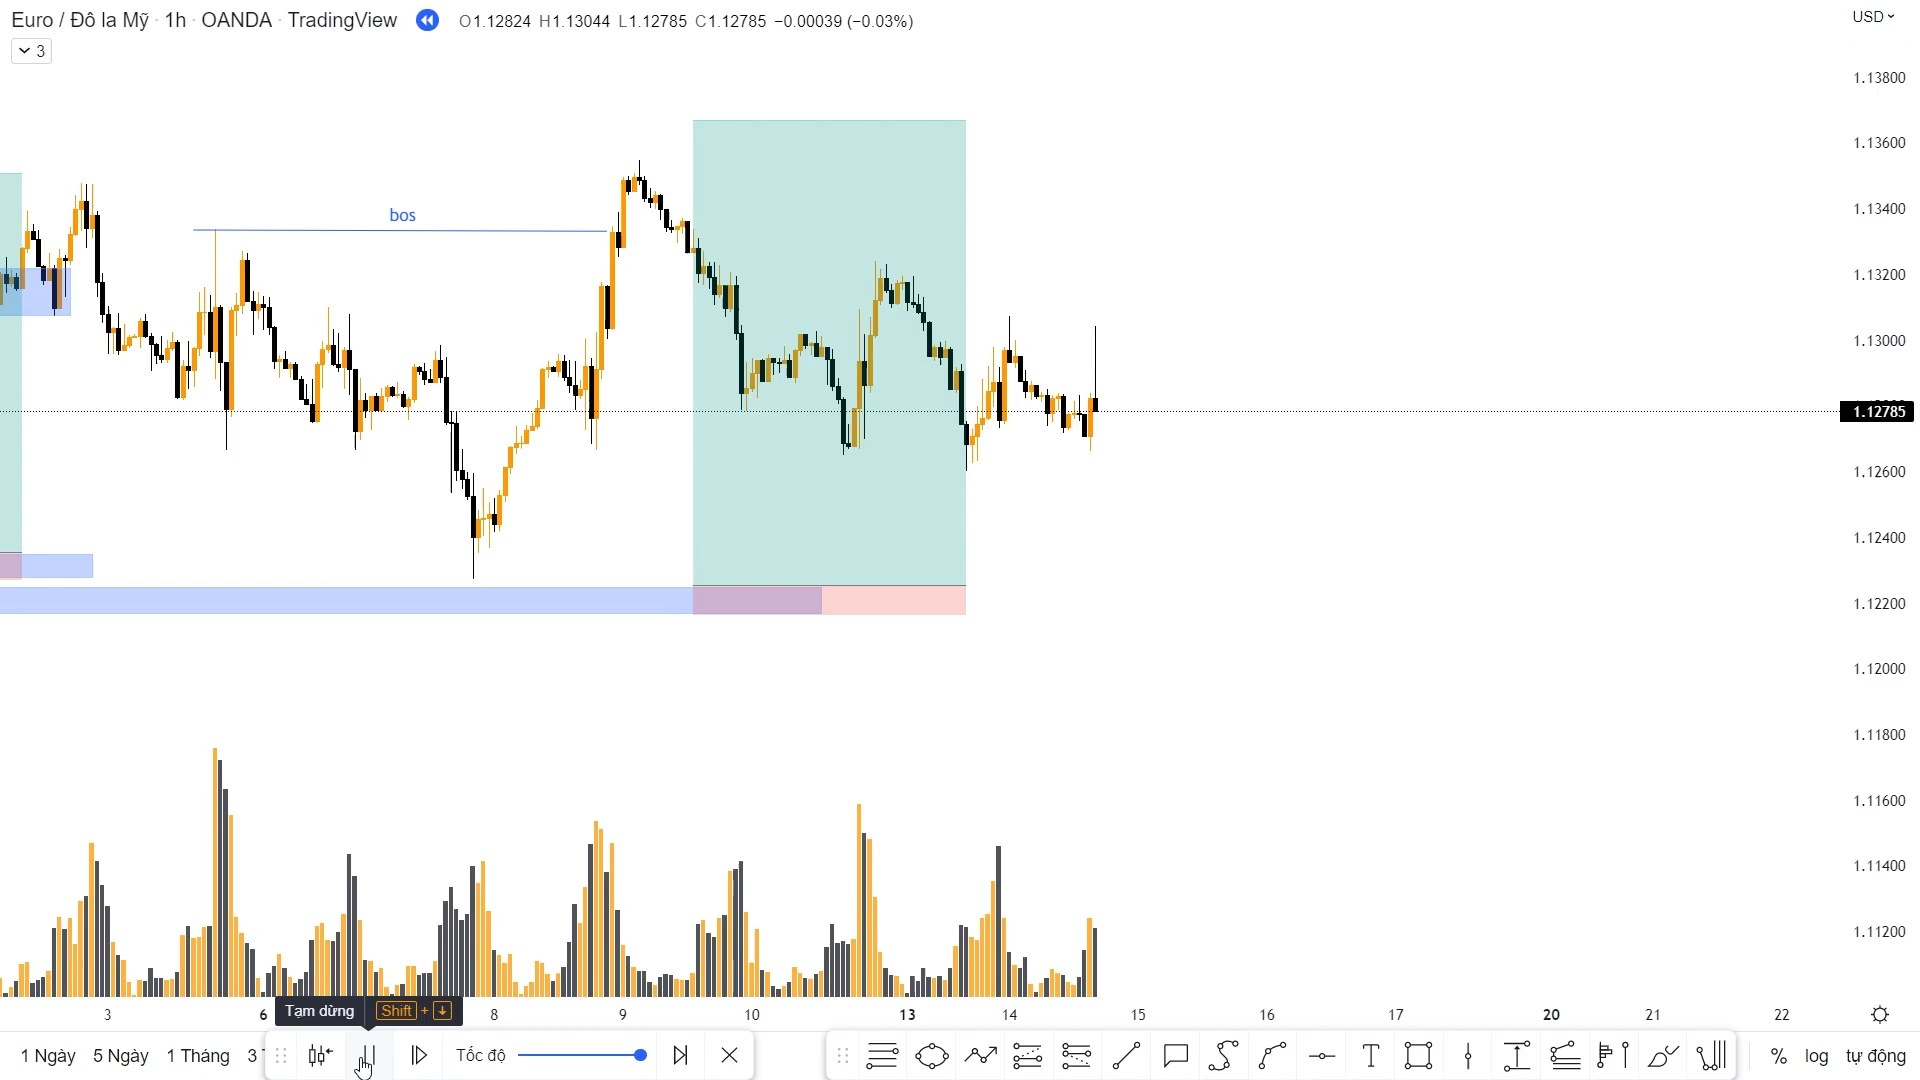 Euro / Đô la Mỹ · 1h · OANDA · TradingView O1.12824 H1.13044 L1.12785 C1.12785 −0.00039 (−0.03%)
USD
3
1.13800
1.13600
bos
1.13400
1.13200
1.13000
1.12785
1.12600
1.12400
1.12200
1.12000
1.11800
1.11600
1.11400
1.11200
Tạm dừng Shift + ↓
3 6 8 9 10 13 14 15 16 17 20 21 22
1 Ngày 5 Ngày 1 Tháng 3 Tốc độ % log tự động